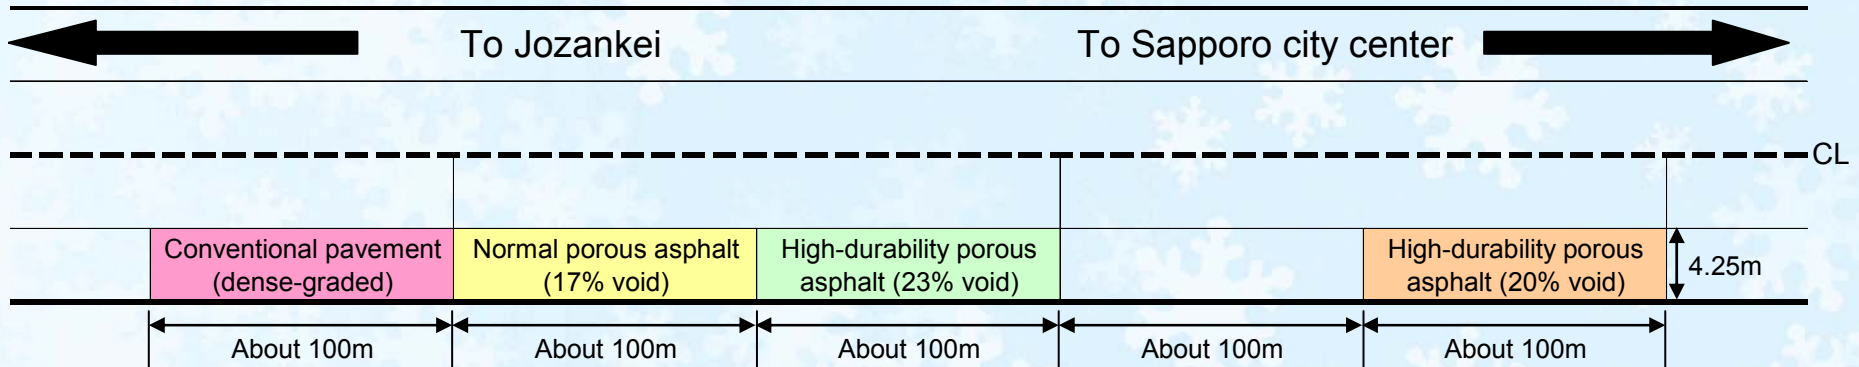 To Jozankei
To Sapporo city center
CL
Conventional pavement
(dense-graded)
Normal porous asphalt
(17% void)
High-durability porous
asphalt (23% void)
High-durability porous
asphalt (20% void)
4.25m
About 100m
About 100m
About 100m
About 100m
About 100m